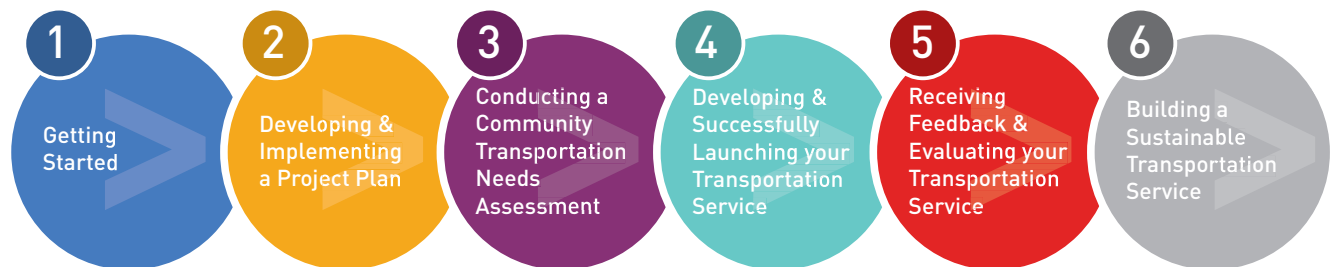 1
Getting
Started
2
Developing &
Implementing
a Project Plan
3
Conducting a
Community
Transportation
Needs
Assessment
4
Developing &
Successfully
Launching your
Transportation
Service
5
Receiving
Feedback &
Evaluating your
Transportation
Service
6
Building a
Sustainable
Transportation
Service